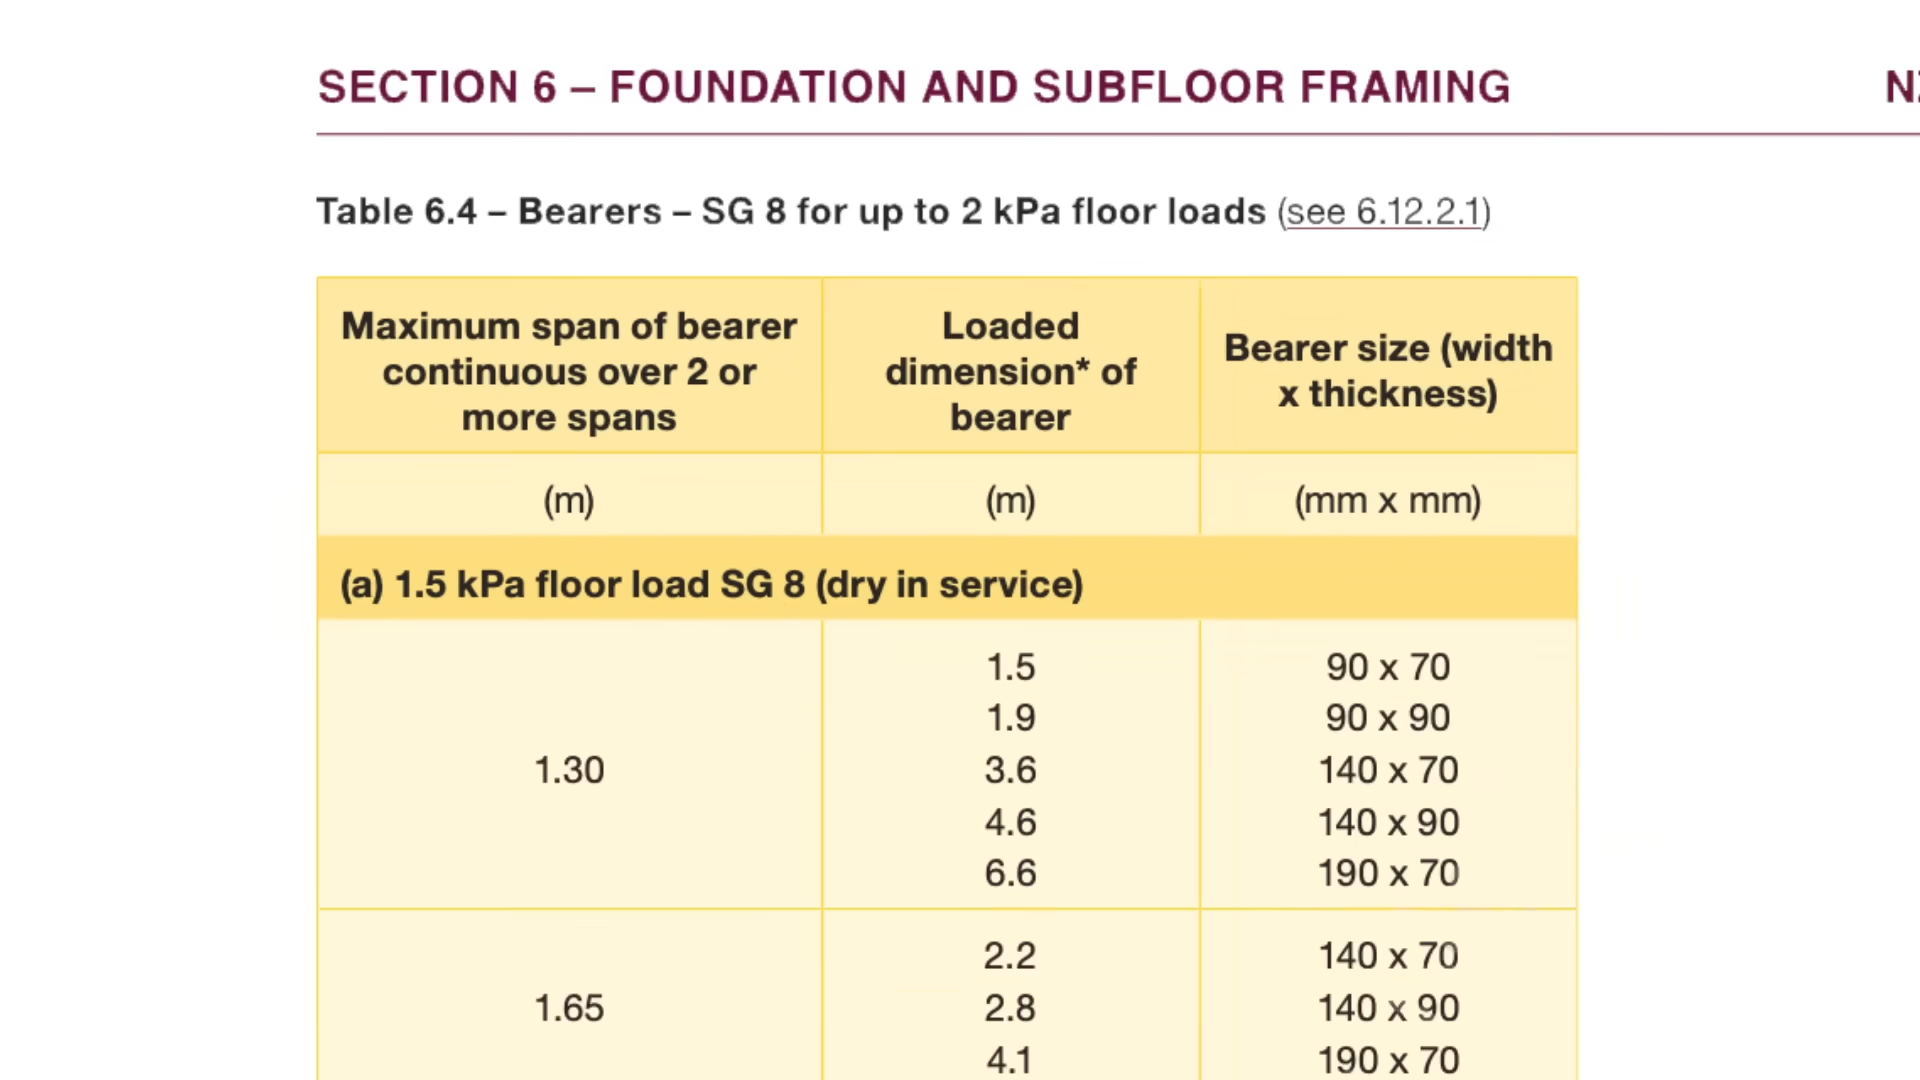 SECTION 6 – FOUNDATION AND SUBFLOOR FRAMING
Table 6.4 – Bearers – SG 8 for up to 2 kPa floor loads (see 6.12.2.1)
Maximum span of bearer continuous over 2 or more spans
Loaded dimension* of bearer
Bearer size (width x thickness)
(m) (m) (mm x mm)
(a) 1.5 kPa floor load SG 8 (dry in service)
1.30
1.5 90 x 70
1.9 90 x 90
3.6 140 x 70
4.6 140 x 90
6.6 190 x 70
1.65
2.2 140 x 70
2.8 140 x 90
4.1 190 x 70